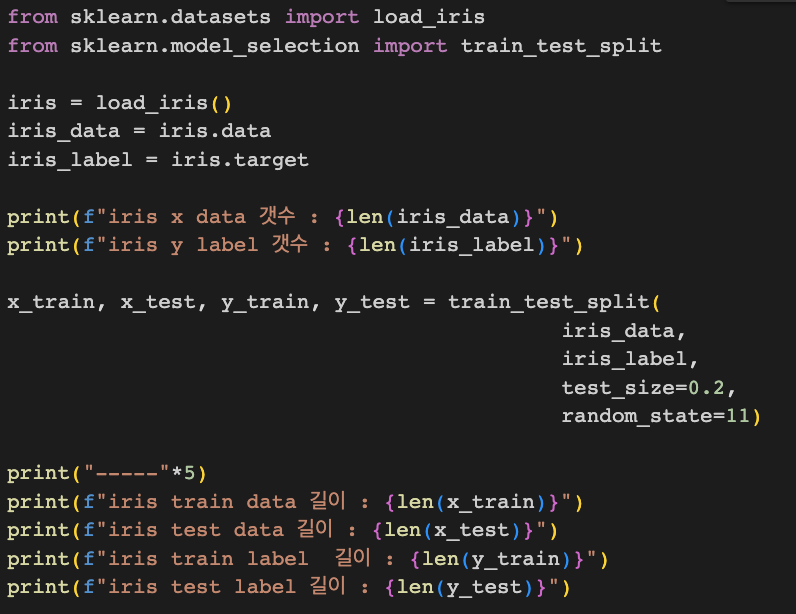 from sklearn.datasets import load_iris
from sklearn.model_selection import train_test_split
iris = load_iris()
iris_data = iris.data
iris_label = iris.target
print(f"iris x data 갯수 : {len(iris_data)}")
print(f"iris y label 갯수 : {len(iris_label)}")
x_train, x_test, y_train, y_test = train_test_split(
iris_data,
iris_label,
test_size=0.2,
random_state=11)
print("-----"*5)
print(f"iris train data 길이 : {len(x_train)}")
print(f"iris test data 길이 : {len(x_test)}")
print(f"iris train label  길이 : {len(y_train)}")
print(f"iris test label 길이 : {len(y_test)}")